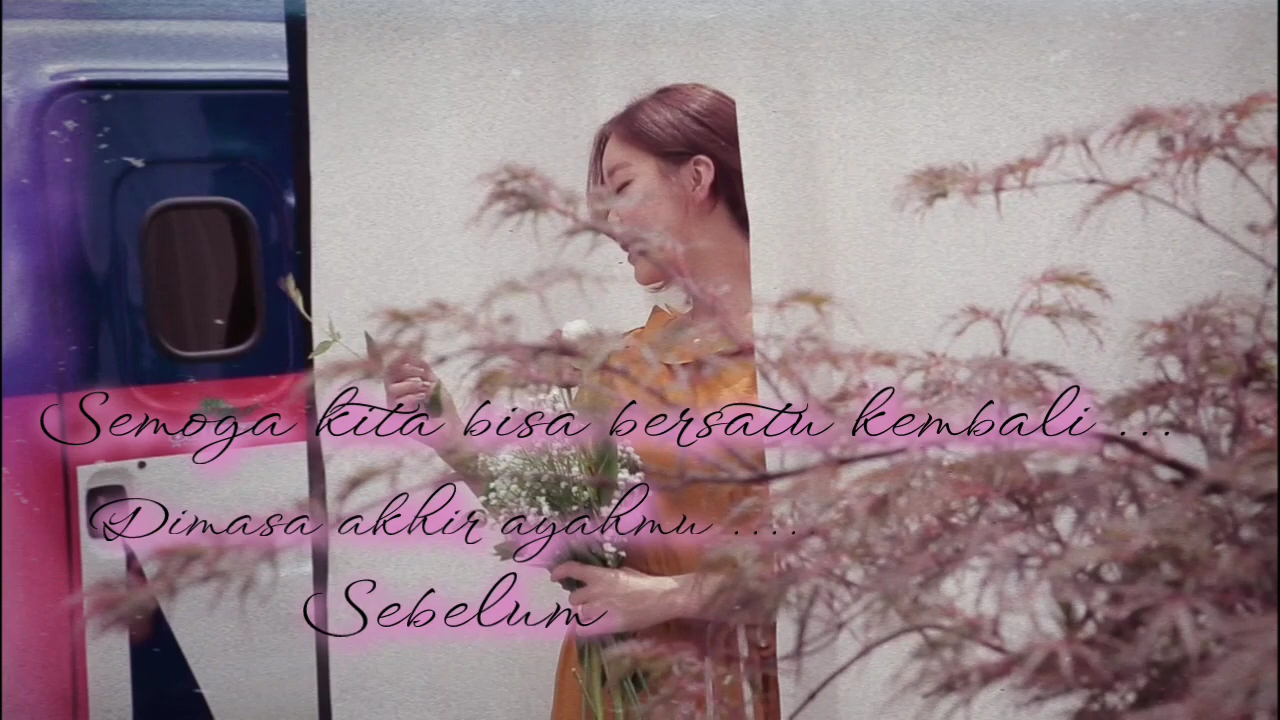 Semoga kita bisa bersatu kembali ...
Dimasa akhir ayahmu ....
Sebelum